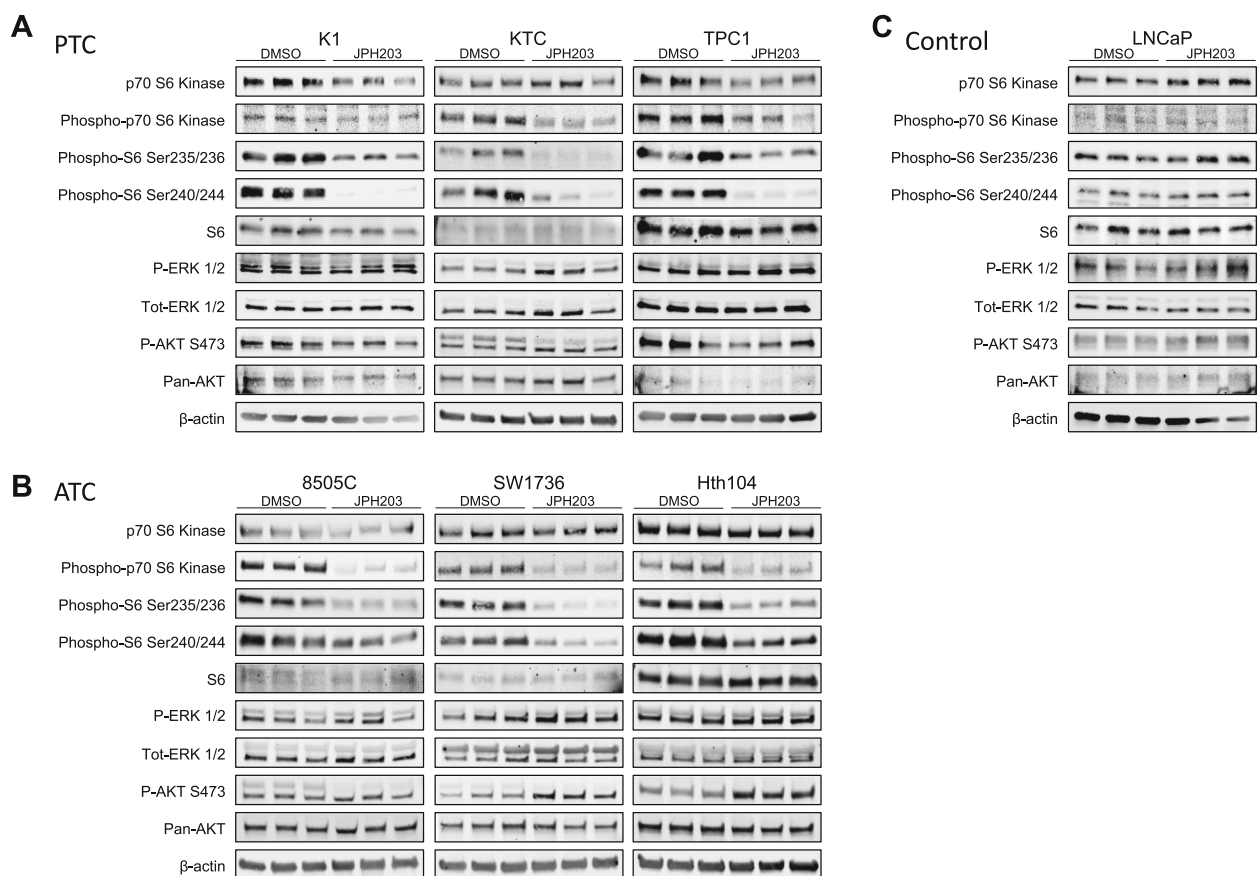 A PTC
K1 KTC TPC1
DMSO JPH203 DMSO JPH203 DMSO JPH203
p70 S6 Kinase
Phospho-p70 S6 Kinase
Phospho-S6 Ser235/236
Phospho-S6 Ser240/244
S6
P-ERK 1/2
Tot-ERK 1/2
P-AKT S473
Pan-AKT
β-actin
C Control
LNCaP
DMSO JPH203
p70 S6 Kinase
Phospho-p70 S6 Kinase
Phospho-S6 Ser235/236
Phospho-S6 Ser240/244
S6
P-ERK 1/2
Tot-ERK 1/2
P-AKT S473
Pan-AKT
β-actin
B ATC
8505C SW1736 Hth104
DMSO JPH203 DMSO JPH203 DMSO JPH203
p70 S6 Kinase
Phospho-p70 S6 Kinase
Phospho-S6 Ser235/236
Phospho-S6 Ser240/244
S6
P-ERK 1/2
Tot-ERK 1/2
P-AKT S473
Pan-AKT
β-actin